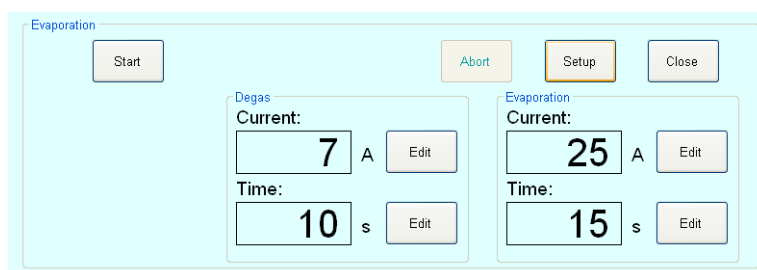 Evaporation
Start
Abort
Setup
Close
Degas
Current:
7 A Edit
Time:
10 s Edit
Evaporation
Current:
25 A Edit
Time:
15 s Edit